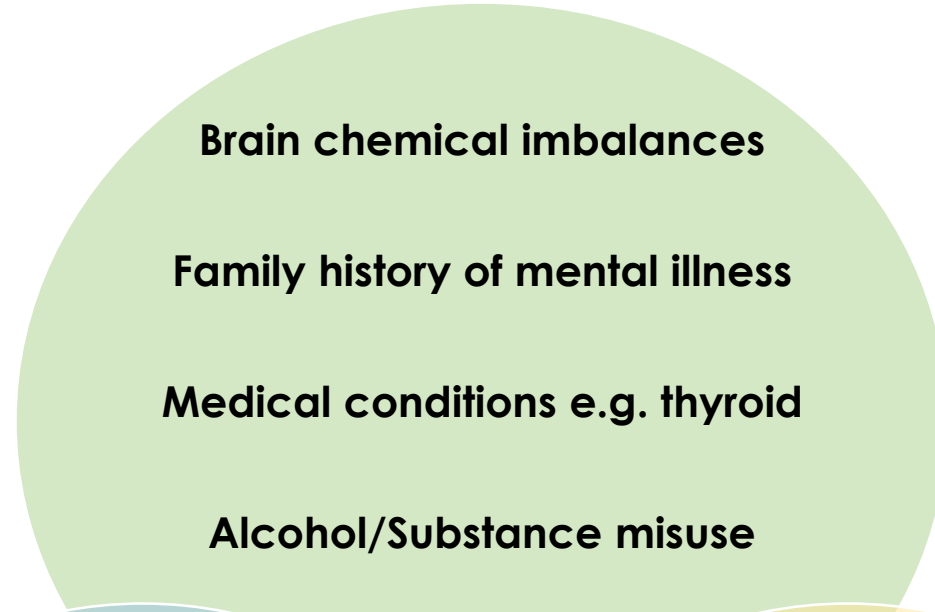 Brain chemical imbalances
Family history of mental illness
Medical conditions e.g. thyroid
Alcohol/Substance misuse